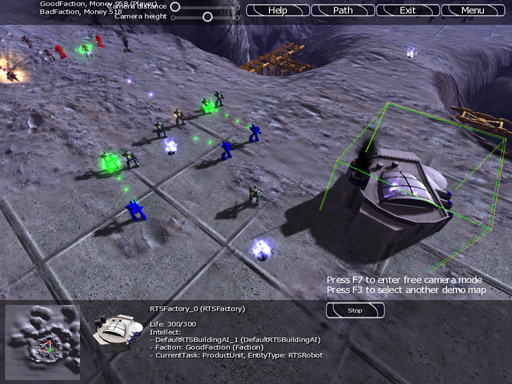 GoodFaction, Money 958 (Player)
BadFaction, Money 518
Camera distance
Camera height
Help
Path
Exit
Menu
Press F7 to enter free camera mode
Press F3 to select another demo map
RTSFactory_0 (RTSFactory)
Stop
Life: 300/300
Intellect:
- DefaultRTSBuildingAI_1 (DefaultRTSBuildingAI)
- Faction: GoodFaction (Faction)
- CurrentTask: ProductUnit, EntityType: RTSRobot